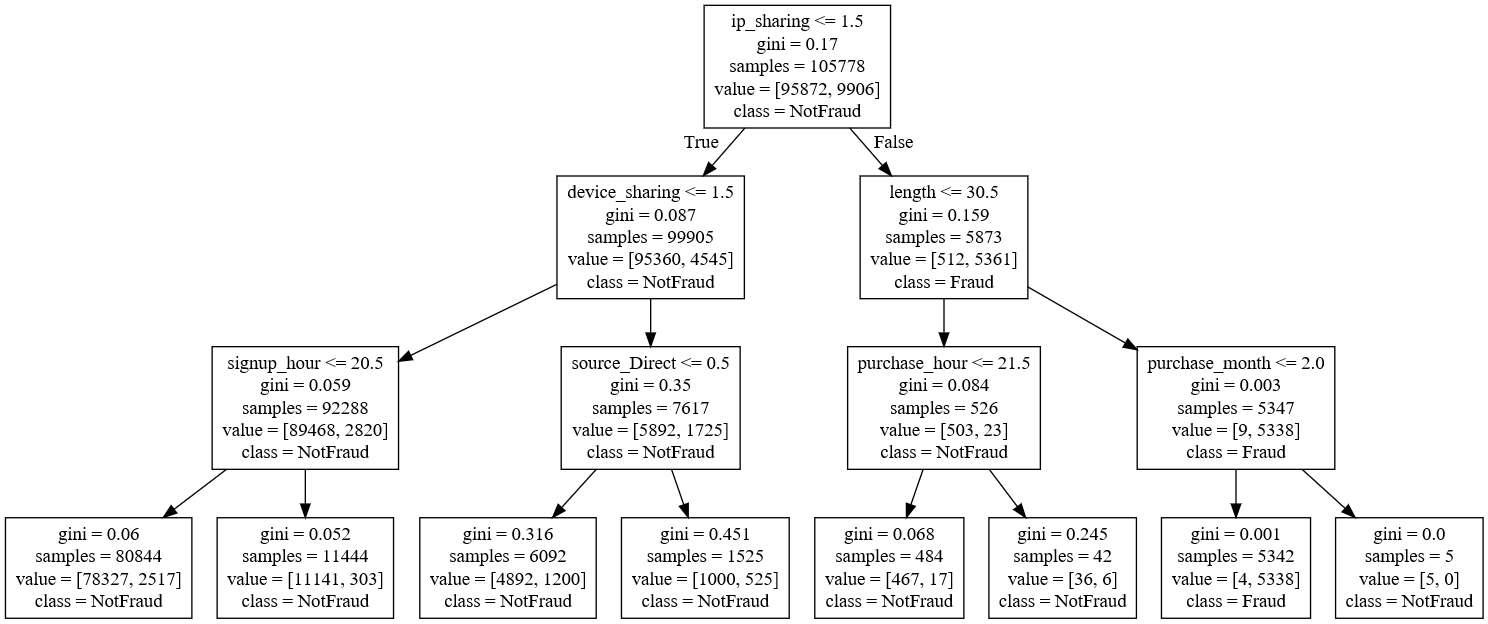 ip_sharing <= 1.5
gini = 0.17
samples = 105778
value = [95872, 9906]
class = NotFraud
True
False
device_sharing <= 1.5
gini = 0.087
samples = 99905
value = [95360, 4545]
class = NotFraud
length <= 30.5
gini = 0.159
samples = 5873
value = [512, 5361]
class = Fraud
signup_hour <= 20.5
gini = 0.059
samples = 92288
value = [89468, 2820]
class = NotFraud
source_Direct <= 0.5
gini = 0.35
samples = 7617
value = [5892, 1725]
class = NotFraud
purchase_hour <= 21.5
gini = 0.084
samples = 526
value = [503, 23]
class = NotFraud
purchase_month <= 2.0
gini = 0.003
samples = 5347
value = [9, 5338]
class = Fraud
gini = 0.06
samples = 80844
value = [78327, 2517]
class = NotFraud
gini = 0.052
samples = 11444
value = [11141, 303]
class = NotFraud
gini = 0.316
samples = 6092
value = [4892, 1200]
class = NotFraud
gini = 0.451
samples = 1525
value = [1000, 525]
class = NotFraud
gini = 0.068
samples = 484
value = [467, 17]
class = NotFraud
gini = 0.245
samples = 42
value = [36, 6]
class = NotFraud
gini = 0.001
samples = 5342
value = [4, 5338]
class = Fraud
gini = 0.0
samples = 5
value = [5, 0]
class = NotFraud